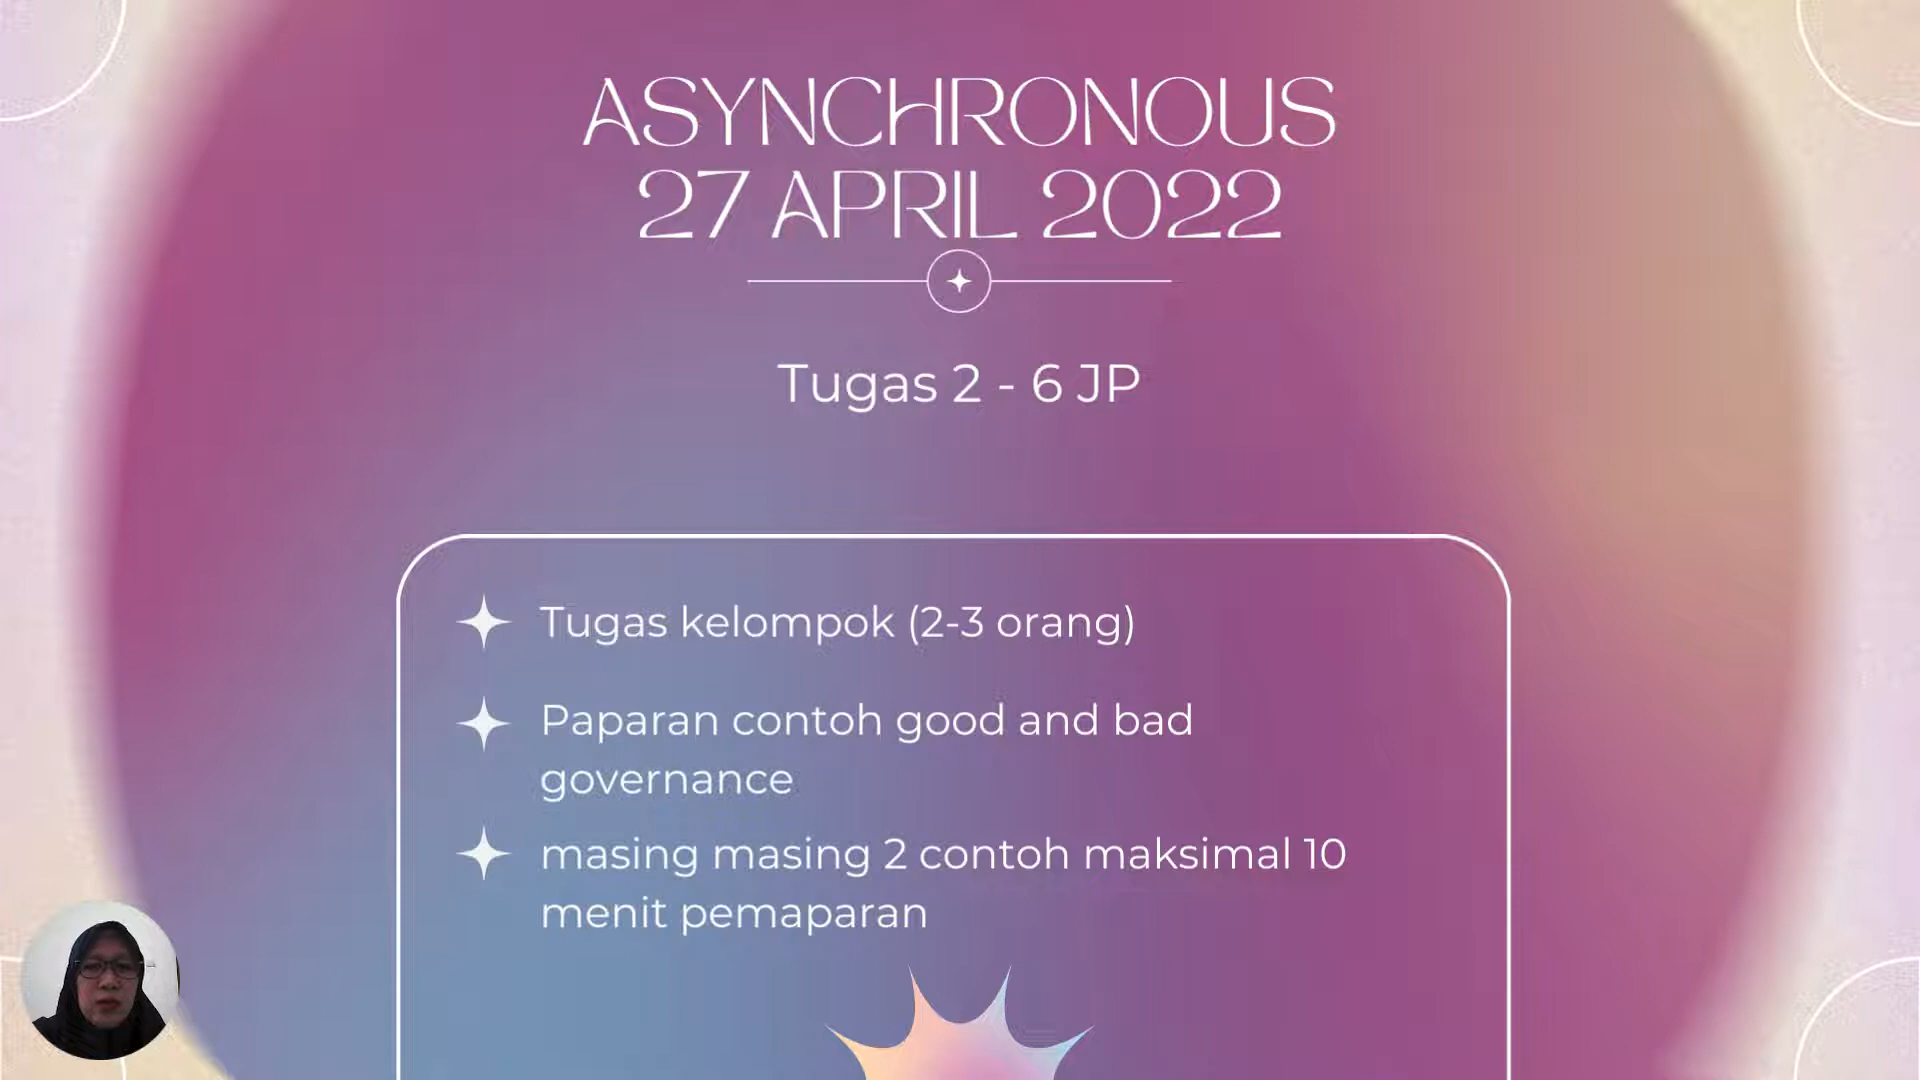 ASYNCHRONOUS
27 APRIL 2022
Tugas 2 - 6 JP
Tugas kelompok (2-3 orang)
Paparan contoh good and bad
governance
masing masing 2 contoh maksimal 10
menit pemaparan